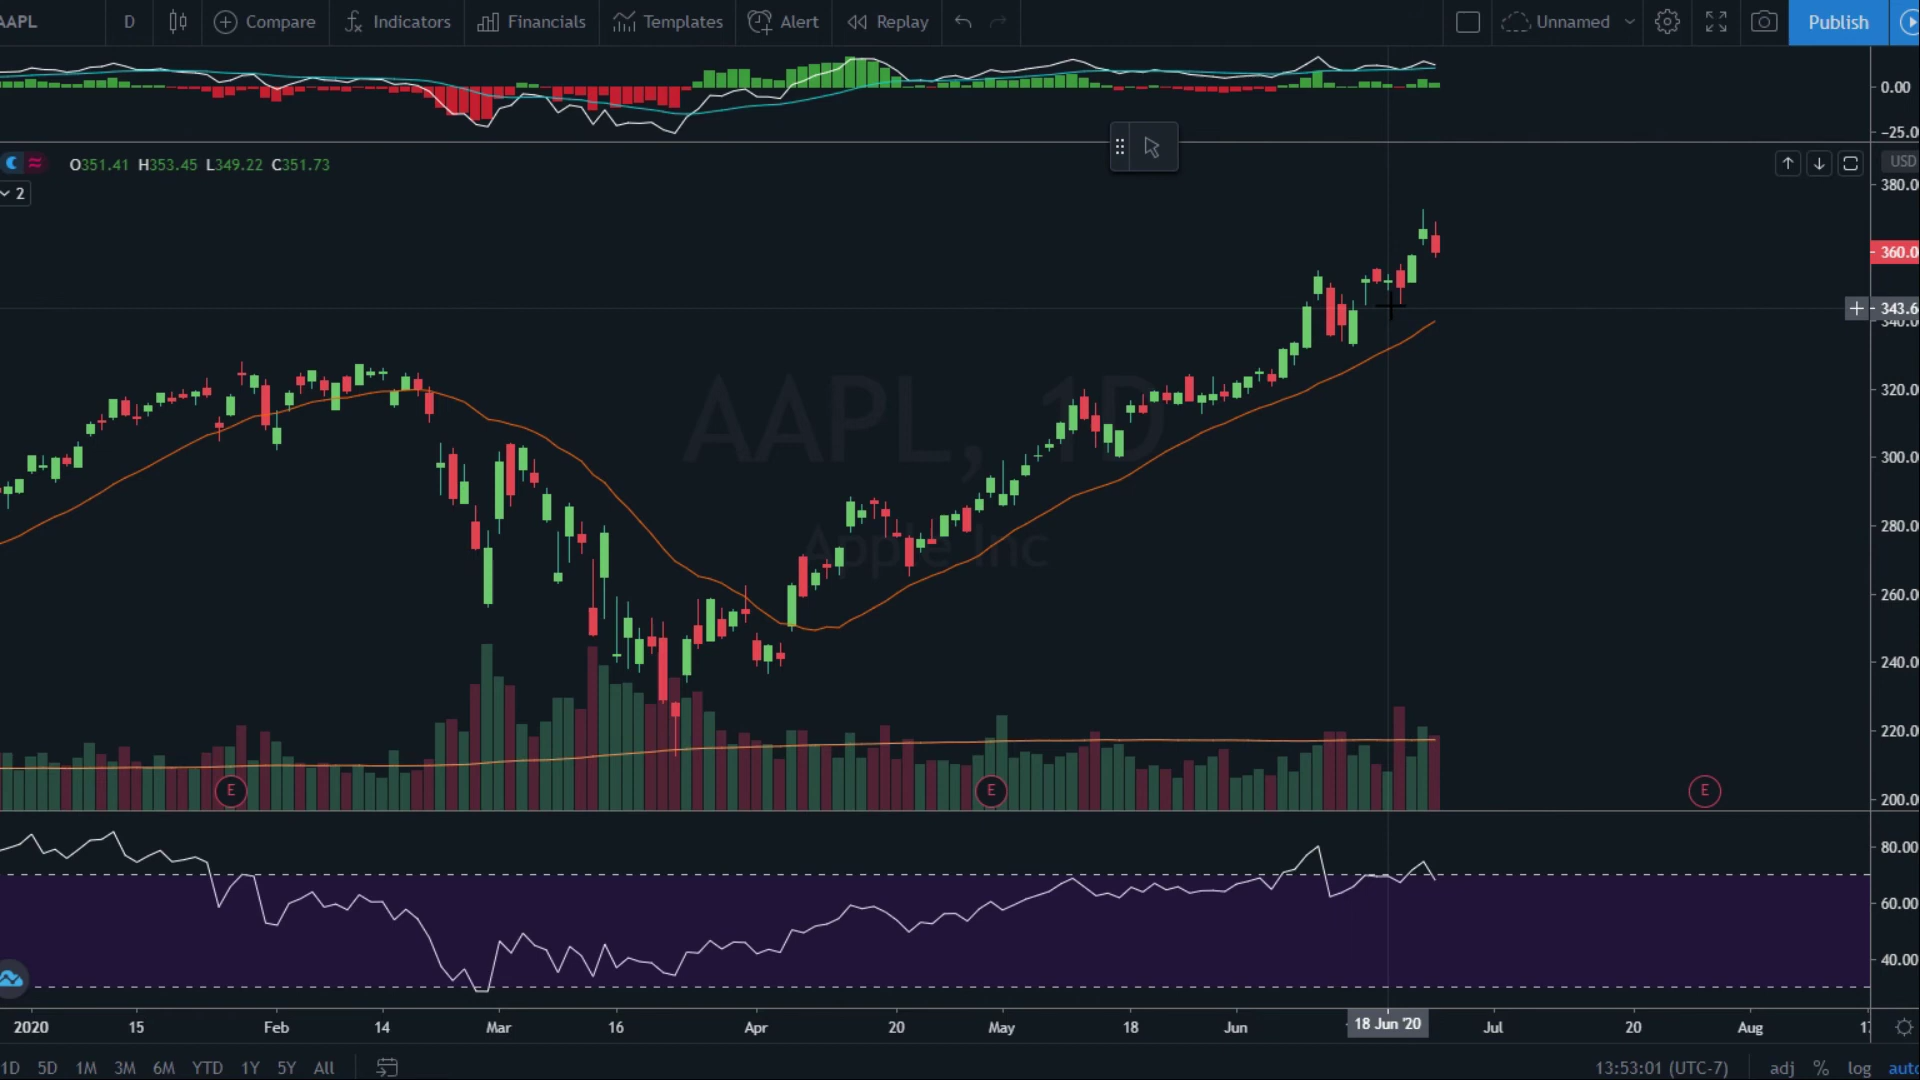 AAPL D Compare Indicators Financials Templates Alert Replay Unnamed Publish
0.00
-25.0
O351.41 H353.45 L349.22 C351.73
USD
2
380.0
360.0
343.6
340.0
320.0
300.0
280.0
260.0
240.0
220.0
200.0
AAPL, 1D
Apple Inc
E E E
80.00
60.00
40.00
2020 15 Feb 14 Mar 16 Apr 20 May 18 Jun 18 Jun '20 Jul 20 Aug
1D 5D 1M 3M 6M YTD 1Y 5Y All 13:53:01 (UTC-7) adj % log auto